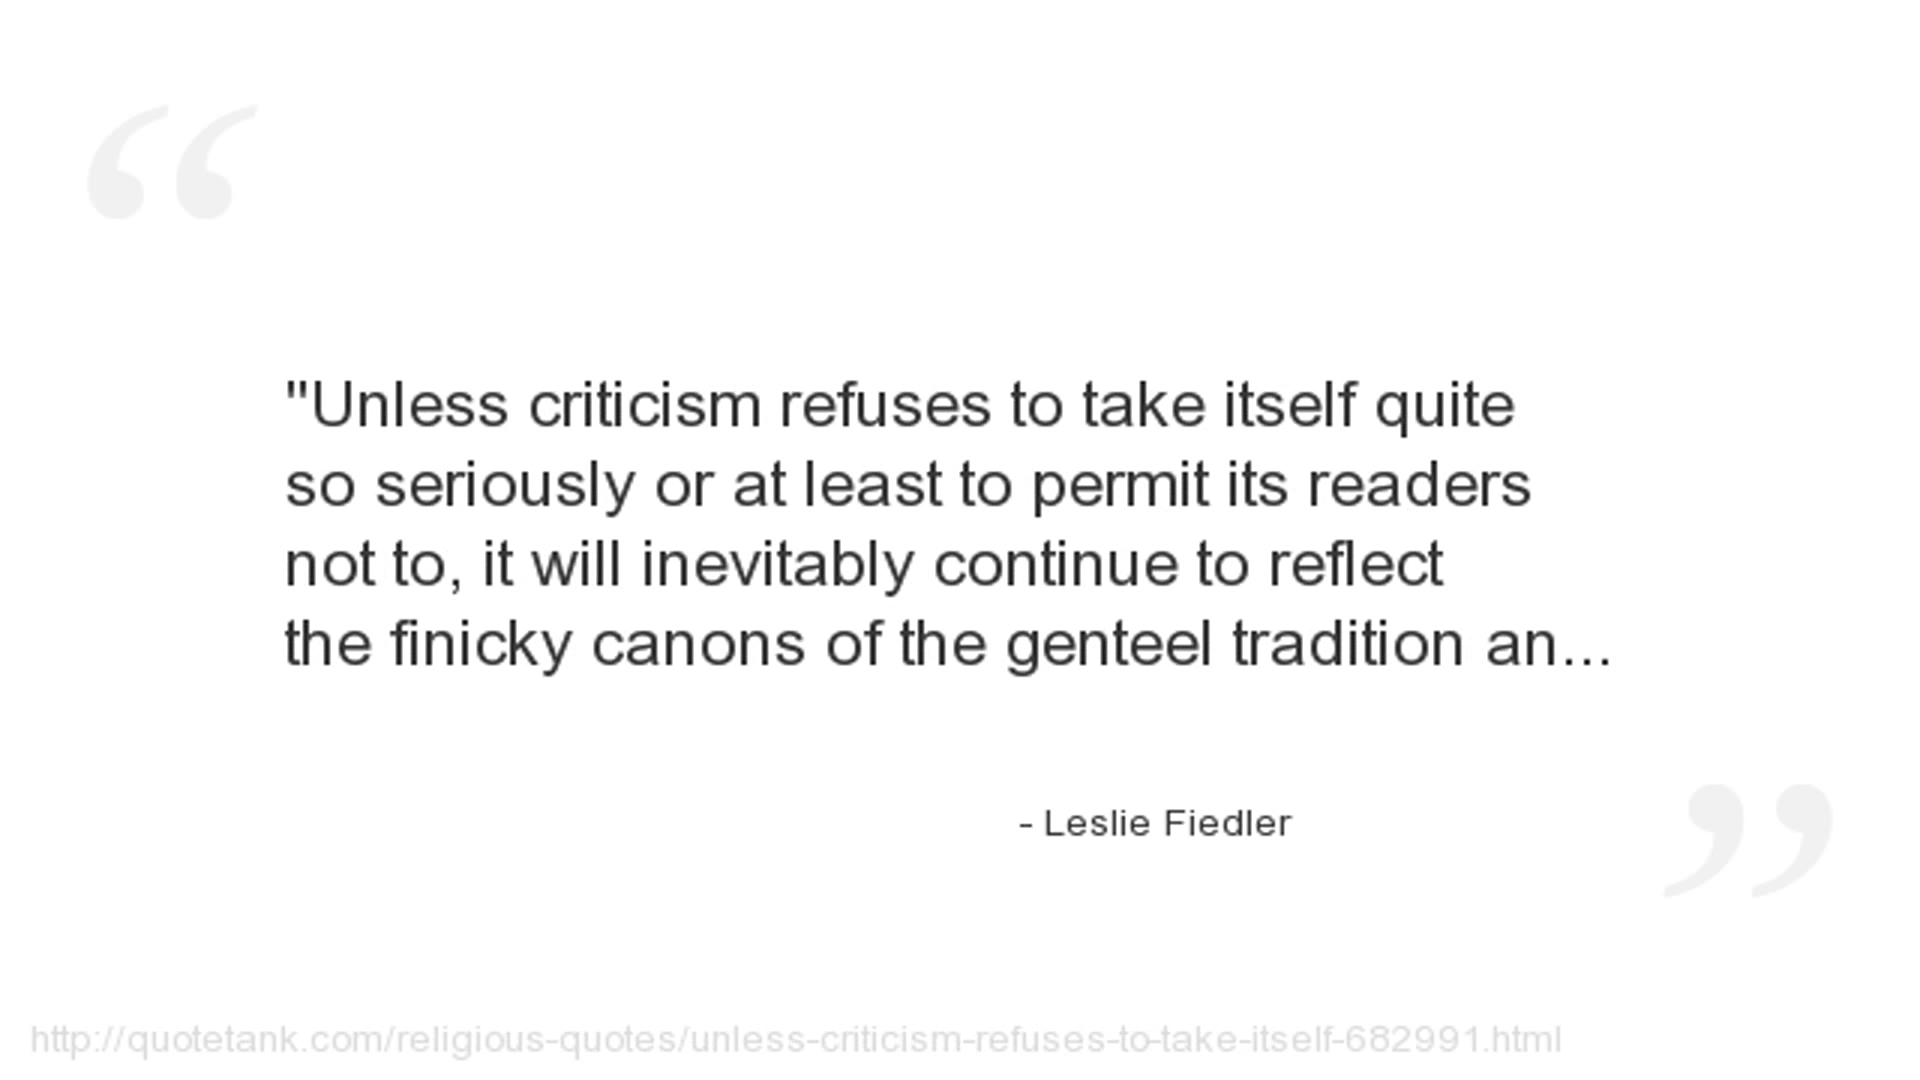 "Unless criticism refuses to take itself quite
so seriously or at least to permit its readers
not to, it will inevitably continue to reflect
the finicky canons of the genteel tradition an...
- Leslie Fiedler
http://quotetank.com/religious-quotes/unless-criticism-refuses-to-take-itself-682991.html